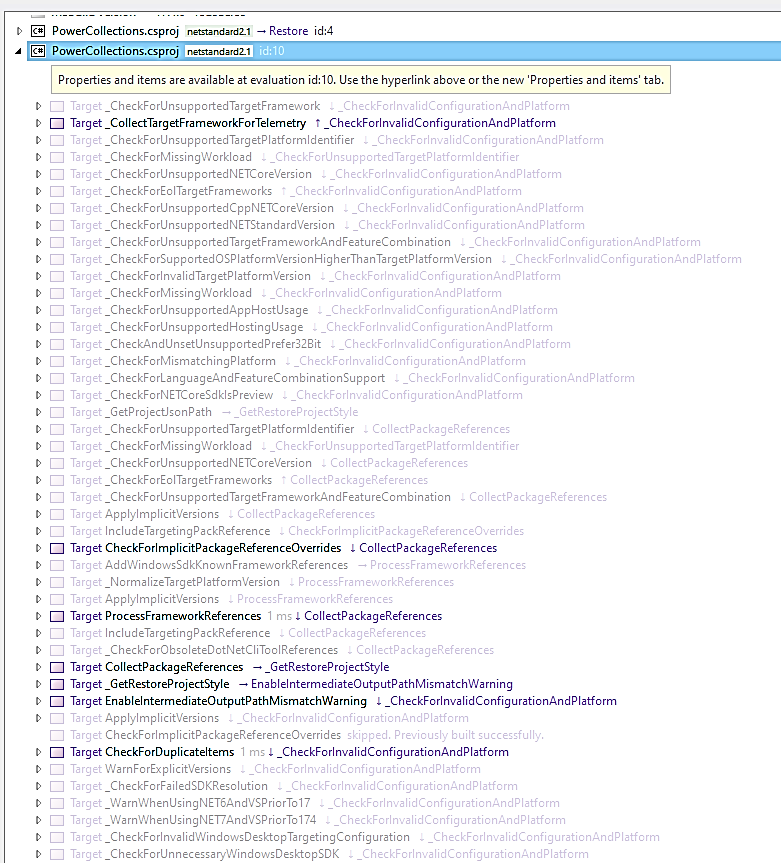 C# PowerCollections.csproj netstandard2.1 → Restore id:4
C# PowerCollections.csproj netstandard2.1 id:10
Properties and items are available at evaluation id:10. Use the hyperlink above or the new 'Properties and items' tab.
Target _CheckForUnsupportedTargetFramework ↓ _CheckForInvalidConfigurationAndPlatform
Target _CollectTargetFrameworkForTelemetry ↑ _CheckForInvalidConfigurationAndPlatform
Target _CheckForUnsupportedTargetPlatformIdentifier ↓ _CheckForInvalidConfigurationAndPlatform
Target _CheckForMissingWorkload ↓ _CheckForUnsupportedTargetPlatformIdentifier
Target _CheckForUnsupportedNETCoreVersion ↓ _CheckForInvalidConfigurationAndPlatform
Target _CheckForEolTargetFrameworks ↑ _CheckForInvalidConfigurationAndPlatform
Target _CheckForUnsupportedCppNETCoreVersion ↓ _CheckForInvalidConfigurationAndPlatform
Target _CheckForUnsupportedNETStandardVersion ↓ _CheckForInvalidConfigurationAndPlatform
Target _CheckForUnsupportedTargetFrameworkAndFeatureCombination ↓ _CheckForInvalidConfigurationAndPlatform
Target _CheckForSupportedOSPlatformVersionHigherThanTargetPlatformVersion ↓ _CheckForInvalidConfigurationAndPlatform
Target _CheckForInvalidTargetPlatformVersion ↓ _CheckForInvalidConfigurationAndPlatform
Target _CheckForMissingWorkload ↓ _CheckForInvalidConfigurationAndPlatform
Target _CheckForUnsupportedAppHostUsage ↓ _CheckForInvalidConfigurationAndPlatform
Target _CheckForUnsupportedHostingUsage ↓ _CheckForInvalidConfigurationAndPlatform
Target _CheckAndUnsetUnsupportedPrefer32Bit ↓ _CheckForInvalidConfigurationAndPlatform
Target _CheckForMismatchingPlatform ↓ _CheckForInvalidConfigurationAndPlatform
Target _CheckForLanguageAndFeatureCombinationSupport ↓ _CheckForInvalidConfigurationAndPlatform
Target _CheckForNETCoreSdkIsPreview ↓ _CheckForInvalidConfigurationAndPlatform
Target _GetProjectJsonPath → _GetRestoreProjectStyle
Target _CheckForUnsupportedTargetPlatformIdentifier ↓ CollectPackageReferences
Target _CheckForMissingWorkload ↓ _CheckForUnsupportedTargetPlatformIdentifier
Target _CheckForUnsupportedNETCoreVersion ↓ CollectPackageReferences
Target _CheckForEolTargetFrameworks ↑ CollectPackageReferences
Target _CheckForUnsupportedTargetFrameworkAndFeatureCombination ↓ CollectPackageReferences
Target ApplyImplicitVersions ↓ CollectPackageReferences
Target IncludeTargetingPackReference ↓ CheckForImplicitPackageReferenceOverrides
Target CheckForImplicitPackageReferenceOverrides ↓ CollectPackageReferences
Target AddWindowsSdkKnownFrameworkReferences → ProcessFrameworkReferences
Target _NormalizeTargetPlatformVersion ↓ ProcessFrameworkReferences
Target ApplyImplicitVersions ↓ ProcessFrameworkReferences
Target ProcessFrameworkReferences 1 ms ↓ CollectPackageReferences
Target IncludeTargetingPackReference ↓ CollectPackageReferences
Target _CheckForObsoleteDotNetCliToolReferences ↓ CollectPackageReferences
Target CollectPackageReferences → _GetRestoreProjectStyle
Target _GetRestoreProjectStyle → EnableIntermediateOutputPathMismatchWarning
Target EnableIntermediateOutputPathMismatchWarning ↓ _CheckForInvalidConfigurationAndPlatform
Target ApplyImplicitVersions ↓ _CheckForInvalidConfigurationAndPlatform
Target CheckForImplicitPackageReferenceOverrides skipped. Previously built successfully.
Target CheckForDuplicateItems 1 ms ↓ _CheckForInvalidConfigurationAndPlatform
Target WarnForExplicitVersions ↓ _CheckForInvalidConfigurationAndPlatform
Target _CheckForFailedSDKResolution ↓ _CheckForInvalidConfigurationAndPlatform
Target _WarnWhenUsingNET6AndVSPriorTo17 ↓ _CheckForInvalidConfigurationAndPlatform
Target _WarnWhenUsingNET7AndVSPriorTo174 ↓ _CheckForInvalidConfigurationAndPlatform
Target _CheckForInvalidWindowsDesktopTargetingConfiguration ↓ _CheckForInvalidConfigurationAndPlatform
Target _CheckForUnnecessaryWindowsDesktopSDK ↓ _CheckForInvalidConfigurationAndPlatform